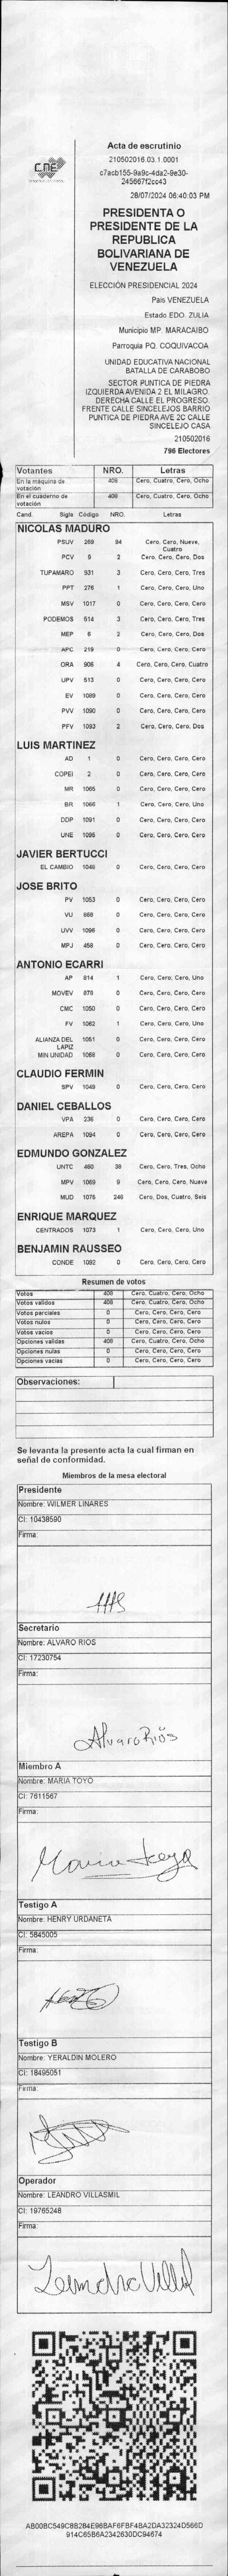 CNE
Acta de escrutinio
210502016.03.1.0001
c7acb155-9a9c-4da2-9e30-
245667f2cc43
28/07/2024 06:40:03 PM
PRESIDENTA O
PRESIDENTE DE LA
REPUBLICA
BOLIVARIANA DE
VENEZUELA
ELECCIÓN PRESIDENCIAL 2024
País VENEZUELA
Estado EDO. ZULIA
Municipio MP. MARACAIBO
Parroquia PQ. COQUIVACOA
UNIDAD EDUCATIVA NACIONAL
BATALLA DE CARABOBO
SECTOR PUNTICA DE PIEDRA
IZQUIERDA AVENIDA 2 EL MILAGRO.
DERECHA CALLE EL PROGRESO.
FRENTE CALLE SINCELEJOS BARRIO
PUNTICA DE PIEDRA AVE 2C CALLE
SINCELEJO CASA
210502016
796 Electores
Votantes NRO. Letras
En la máquina de votación 408 Cero, Cuatro, Cero, Ocho
En el cuaderno de votación 408 Cero, Cuatro, Cero, Ocho
Cand. Sigla Código NRO. Letras
NICOLAS MADURO
PSUV 269 94 Cero, Cero, Nueve, Cuatro
PCV 5 2 Cero, Cero, Cero, Dos
TUPAMARO 931 3 Cero, Cero, Cero, Tres
PPT 276 1 Cero, Cero, Cero, Uno
MSV 1017 0 Cero, Cero, Cero, Cero
PODEMOS 514 3 Cero, Cero, Cero, Tres
MEP 6 2 Cero, Cero, Cero, Dos
APC 219 0 Cero, Cero, Cero, Cero
ORA 906 4 Cero, Cero, Cero, Cuatro
UPV 513 0 Cero, Cero, Cero, Cero
EV 1089 0 Cero, Cero, Cero, Cero
PVV 1090 0 Cero, Cero, Cero, Cero
PFV 1093 2 Cero, Cero, Cero, Dos
LUIS MARTINEZ
AD 1 0 Cero, Cero, Cero, Cero
COPEI 2 0 Cero, Cero, Cero, Cero
MR 1065 0 Cero, Cero, Cero, Cero
BR 1066 1 Cero, Cero, Cero, Uno
DDP 1091 0 Cero, Cero, Cero, Cero
UNE 1095 0 Cero, Cero, Cero, Cero
JAVIER BERTUCCI
EL CAMBIO 1046 0 Cero, Cero, Cero, Cero
JOSE BRITO
PV 1053 0 Cero, Cero, Cero, Cero
VU 868 0 Cero, Cero, Cero, Cero
UVV 1096 0 Cero, Cero, Cero, Cero
MPJ 458 0 Cero, Cero, Cero, Cero
ANTONIO ECARRI
AP 814 1 Cero, Cero, Cero, Uno
MOVEV 979 0 Cero, Cero, Cero, Cero
CMC 1050 0 Cero, Cero, Cero, Cero
FV 1062 1 Cero, Cero, Cero, Uno
ALIANZA DEL LAPIZ 1051 0 Cero, Cero, Cero, Cero
MIN UNIDAD 1068 0 Cero, Cero, Cero, Cero
CLAUDIO FERMIN
SPV 1049 0 Cero, Cero, Cero, Cero
DANIEL CEBALLOS
VPA 236 0 Cero, Cero, Cero, Cero
AREPA 1094 0 Cero, Cero, Cero, Cero
EDMUNDO GONZALEZ
UNTC 460 38 Cero, Cero, Tres, Ocho
MPV 1069 9 Cero, Cero, Cero, Nueve
MUD 1075 246 Cero, Dos, Cuatro, Seis
ENRIQUE MARQUEZ
CENTRADOS 1073 1 Cero, Cero, Cero, Uno
BENJAMIN RAUSSEO
CONDE 1092 0 Cero, Cero, Cero, Cero
Resumen de votos
Votos 408 Cero, Cuatro, Cero, Ocho
Votos validos 408 Cero, Cuatro, Cero, Ocho
Votos parciales 0 Cero, Cero, Cero, Cero
Votos nulos 0 Cero, Cero, Cero, Cero
Votos vacios 0 Cero, Cero, Cero, Cero
Opciones validas 408 Cero, Cuatro, Cero, Ocho
Opciones nulas 0 Cero, Cero, Cero, Cero
Opciones vacias 0 Cero, Cero, Cero, Cero
Observaciones:
Se levanta la presente acta la cual firman en
señal de conformidad.
Miembros de la mesa electoral
Presidente
Nombre: WILMER LINARES
CI: 10438590
Firma:
Secretario
Nombre: ALVARO RIOS
CI: 17230754
Firma:
Alvaro Ríos
Miembro A
Nombre: MARIA TOYO
CI: 7611567
Firma:
Testigo A
Nombre: HENRY URDANETA
CI: 5845005
Firma:
Testigo B
Nombre: YERALDIN MOLERO
CI: 18495051
Firma:
Operador
Nombre: LEANDRO VILLASMIL
CI: 19765248
Firma:
AB00BC549C8B284E96BAF6FBF4BA2DA32324D566D
914C65B6A2342630DC94674